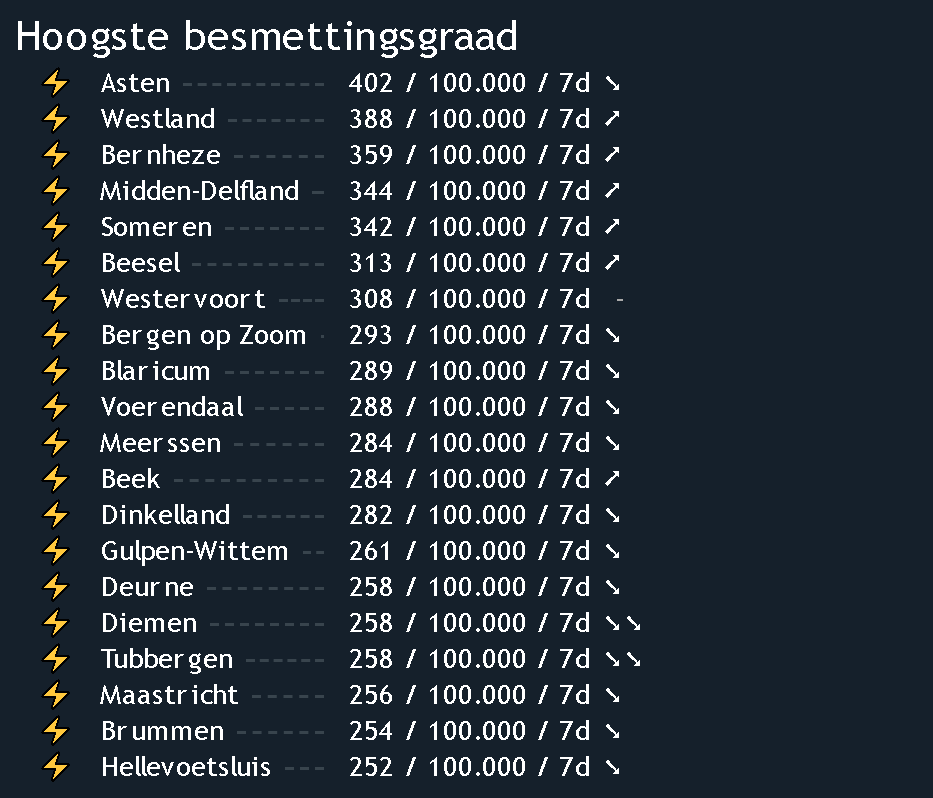 Hoogste besmettingsgraad
⚡ Asten ---------- 402 / 100.000 / 7d ➘
⚡ Westland ------- 388 / 100.000 / 7d ➚
⚡ Bernheze ------ 359 / 100.000 / 7d ➚
⚡ Midden-Delfland - 344 / 100.000 / 7d ➚
⚡ Someren ------- 342 / 100.000 / 7d ➚
⚡ Beesel --------- 313 / 100.000 / 7d ➚
⚡ Westervoort ---- 308 / 100.000 / 7d -
⚡ Bergen op Zoom - 293 / 100.000 / 7d ➘
⚡ Blaricum ------- 289 / 100.000 / 7d ➘
⚡ Voerendaal ----- 288 / 100.000 / 7d ➘
⚡ Meerssen ------ 284 / 100.000 / 7d ➘
⚡ Beek ---------- 284 / 100.000 / 7d ➚
⚡ Dinkelland ------ 282 / 100.000 / 7d ➘
⚡ Gulpen-Wittem -- 261 / 100.000 / 7d ➘
⚡ Deurne -------- 258 / 100.000 / 7d ➘
⚡ Diemen -------- 258 / 100.000 / 7d ➘➘
⚡ Tubbergen ------ 258 / 100.000 / 7d ➘➘
⚡ Maastricht ----- 256 / 100.000 / 7d ➘
⚡ Brummen ------- 254 / 100.000 / 7d ➘
⚡ Hellevoetsluis --- 252 / 100.000 / 7d ➘